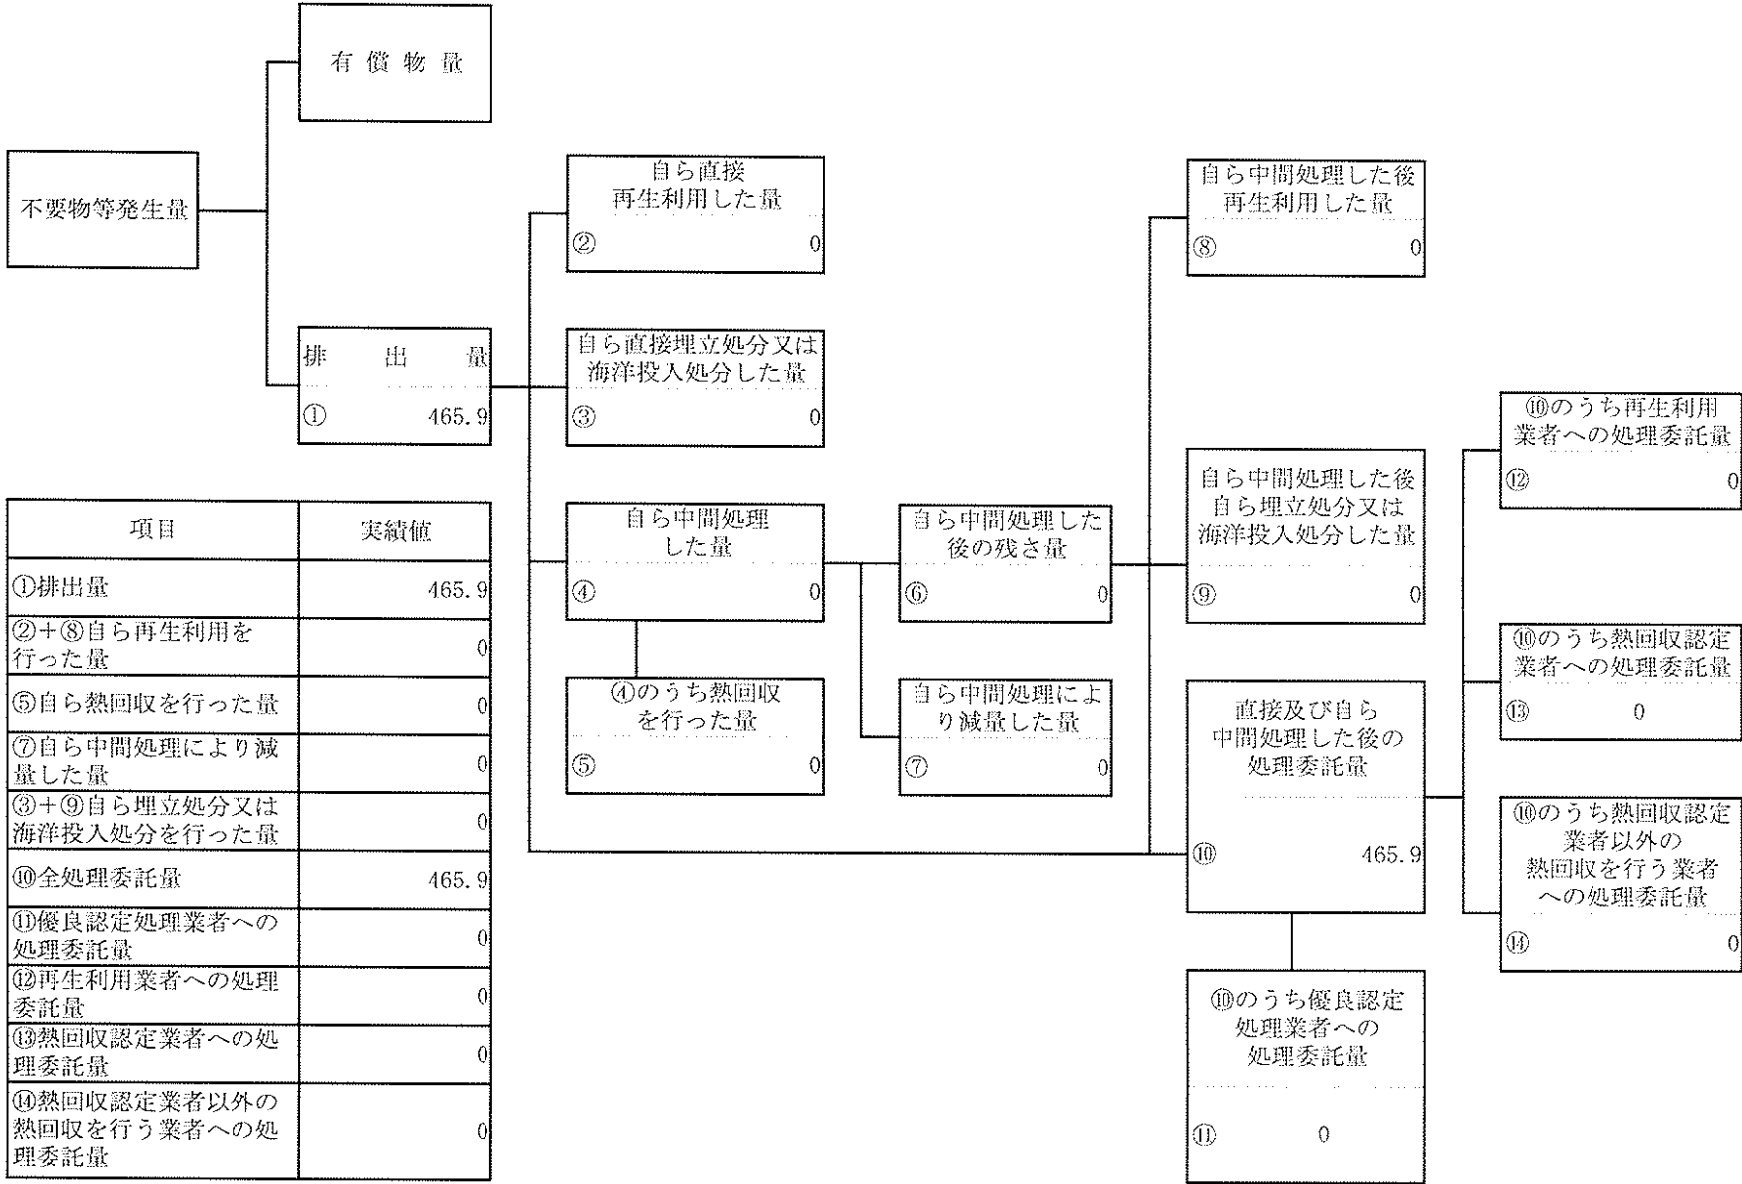 有償物量
不要物等発生量
排出量
① 465.9
自ら直接
再生利用した量
② 0
自ら直接埋立処分又は
海洋投入処分した量
③ 0
自ら中間処理
した量
④ 0
④のうち熱回収
を行った量
⑤ 0
自ら中間処理した
後の残さ量
⑥ 0
自ら中間処理によ
り減量した量
⑦ 0
自ら中間処理した後
再生利用した量
⑧ 0
自ら中間処理した後
自ら埋立処分又は
海洋投入処分した量
⑨ 0
直接及び自ら
中間処理した後の
処理委託量
⑩ 465.9
⑩のうち優良認定
処理業者への
処理委託量
⑪ 0
⑩のうち再生利用
業者への処理委託量
⑫ 0
⑩のうち熱回収認定
業者への処理委託量
⑬ 0
⑩のうち熱回収認定
業者以外の
熱回収を行う業者
への処理委託量
⑭ 0
項目 実績値
①排出量 465.9
②+⑧自ら再生利用を
行った量 0
⑤自ら熱回収を行った量 0
⑦自ら中間処理により減
量した量 0
③+⑨自ら埋立処分又は
海洋投入処分を行った量 0
⑩全処理委託量 465.9
⑪優良認定処理業者への
処理委託量 0
⑫再生利用業者への処理
委託量 0
⑬熱回収認定業者への処
理委託量 0
⑭熱回収認定業者以外の
熱回収を行う業者への処
理委託量 0